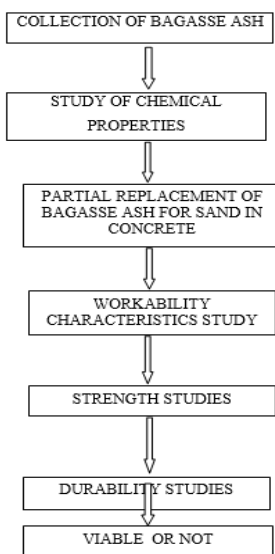 COLLECTION OF BAGASSE ASH
STUDY OF CHEMICAL
PROPERTIES
PARTIAL REPLACEMENT OF
BAGASSE ASH FOR SAND IN
CONCRETE
WORKABILITY
CHARACTERISTICS STUDY
STRENGTH STUDIES
DURABILITY STUDIES
VIABLE OR NOT